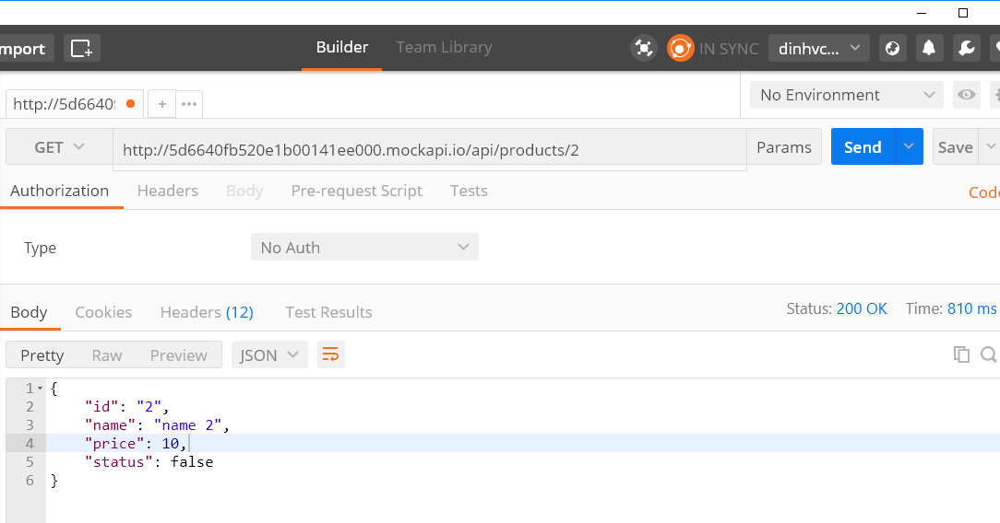 mport Builder Team Library IN SYNC dinhvc...
http://5d6640f + ••• No Environment
GET http://5d6640fb520e1b00141ee000.mockapi.io/api/products/2 Params Send Save
Authorization Headers Body Pre-request Script Tests Code
Type No Auth
Body Cookies Headers (12) Test Results Status: 200 OK Time: 810 ms
Pretty Raw Preview JSON
1 {
2 "id": "2",
3 "name": "name 2",
4 "price": 10,
5 "status": false
6 }